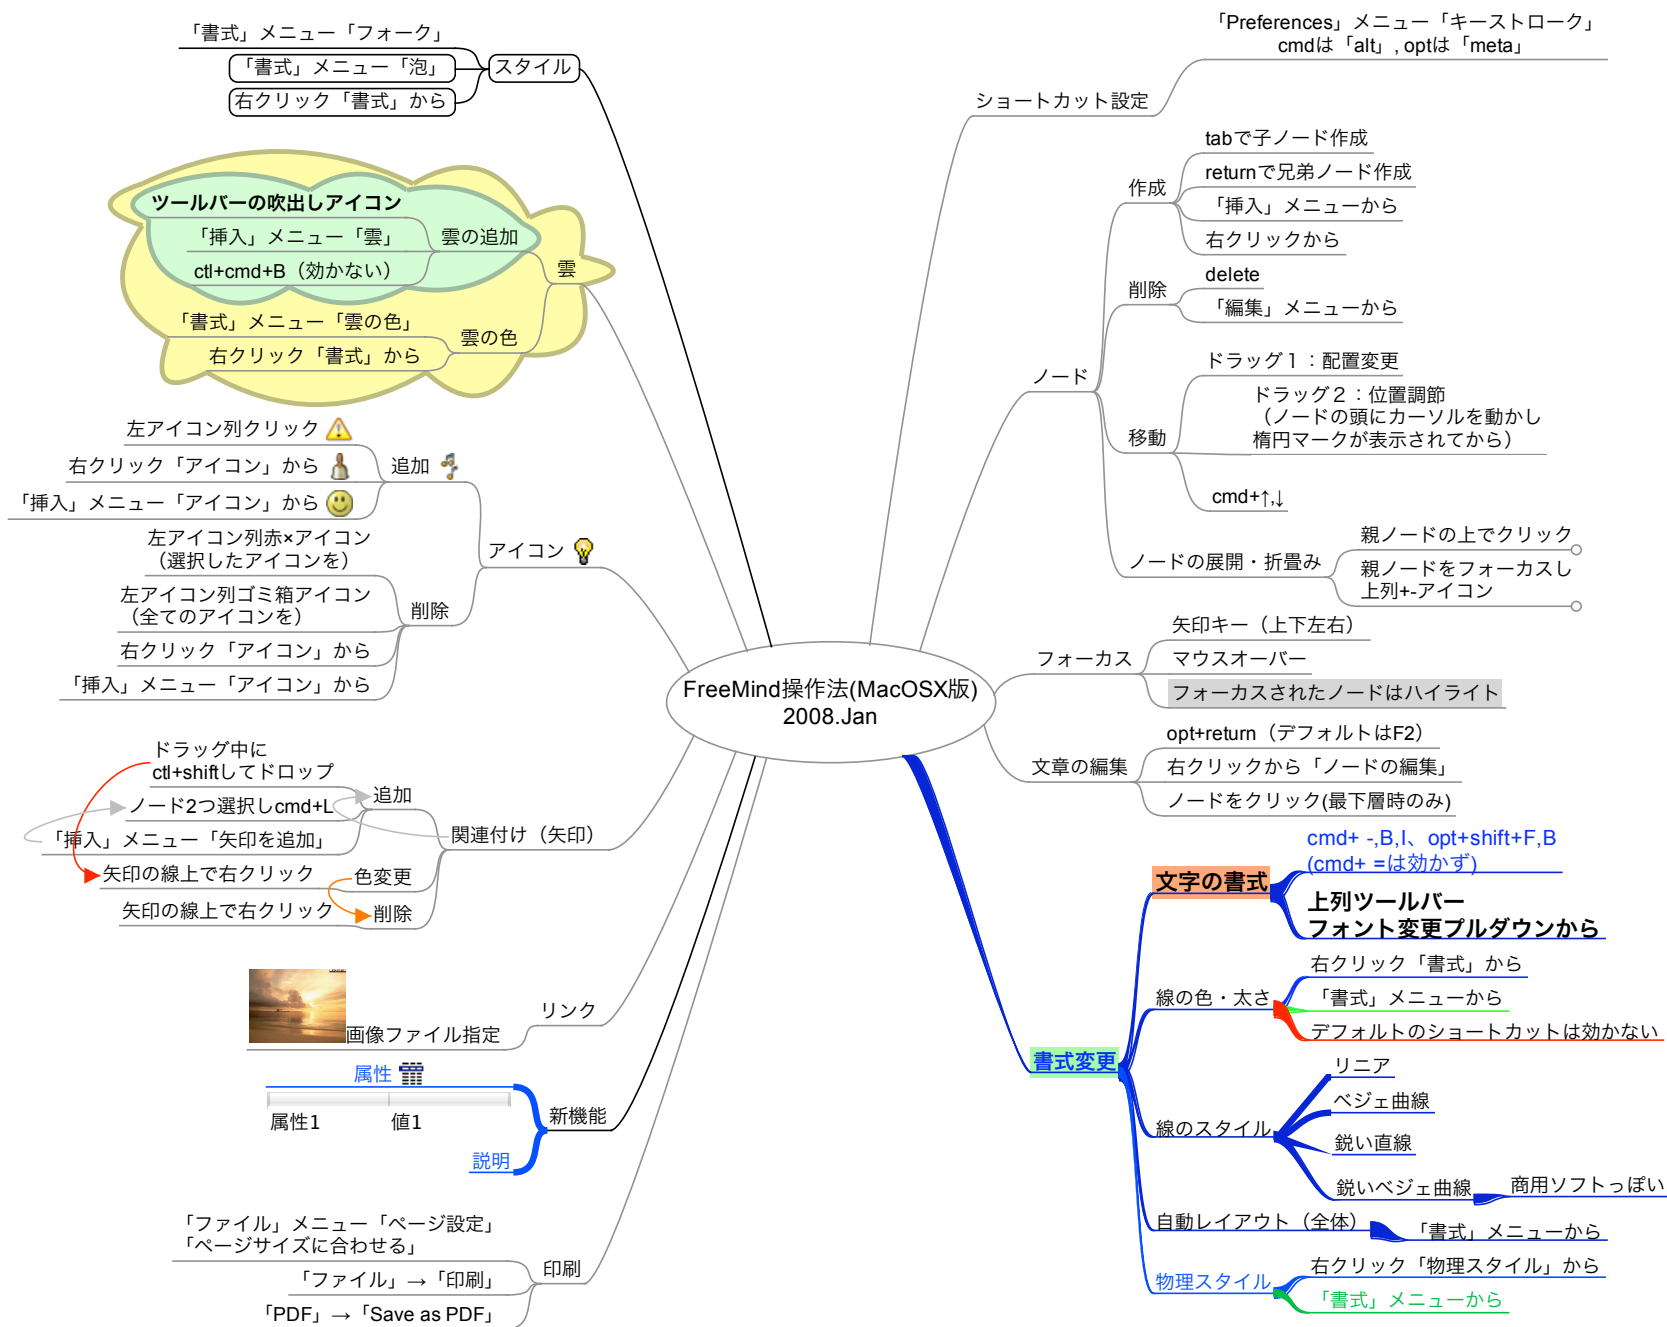 「書式」メニュー「フォーク」
「書式」メニュー「泡」
右クリック「書式」から
スタイル
ツールバーの吹出しアイコン
「挿入」メニュー「雲」
ctl+cmd+B（効かない）
雲の追加
雲
「書式」メニュー「雲の色」
右クリック「書式」から
雲の色
左アイコン列クリック
右クリック「アイコン」から
「挿入」メニュー「アイコン」から
追加
アイコン
左アイコン列赤×アイコン
（選択したアイコンを）
左アイコン列ゴミ箱アイコン
（全てのアイコンを）
右クリック「アイコン」から
「挿入」メニュー「アイコン」から
削除
ドラッグ中に
ctl+shiftしてドロップ
ノード2つ選択しcmd+L
「挿入」メニュー「矢印を追加」
追加
関連付け（矢印）
矢印の線上で右クリック
色変更
矢印の線上で右クリック
削除
画像ファイル指定
リンク
属性
属性1
値1
新機能
説明
「ファイル」メニュー「ページ設定」
「ページサイズに合わせる」
「ファイル」→「印刷」
「PDF」→「Save as PDF」
印刷
FreeMind操作法(MacOSX版)
2008.Jan
「Preferences」メニュー「キーストローク」
cmdは「alt」, optは「meta」
ショートカット設定
tabで子ノード作成
returnで兄弟ノード作成
「挿入」メニューから
右クリックから
作成
delete
「編集」メニューから
削除
ノード
ドラッグ１：配置変更
ドラッグ２：位置調節
（ノードの頭にカーソルを動かし
楕円マークが表示されてから）
移動
cmd+↑,↓
親ノードの上でクリック
親ノードをフォーカスし
上列+-アイコン
ノードの展開・折畳み
矢印キー（上下左右）
マウスオーバー
フォーカスされたノードはハイライト
フォーカス
opt+return（デフォルトはF2）
右クリックから「ノードの編集」
ノードをクリック(最下層時のみ)
文章の編集
cmd+ -,B,I、opt+shift+F,B
(cmd+ =は効かず)
文字の書式
上列ツールバー
フォント変更プルダウンから
右クリック「書式」から
「書式」メニューから
デフォルトのショートカットは効かない
線の色・太さ
書式変更
リニア
ベジェ曲線
鋭い直線
鋭いベジェ曲線
商用ソフトっぽい
線のスタイル
自動レイアウト（全体）
「書式」メニューから
物理スタイル
右クリック「物理スタイル」から
「書式」メニューから